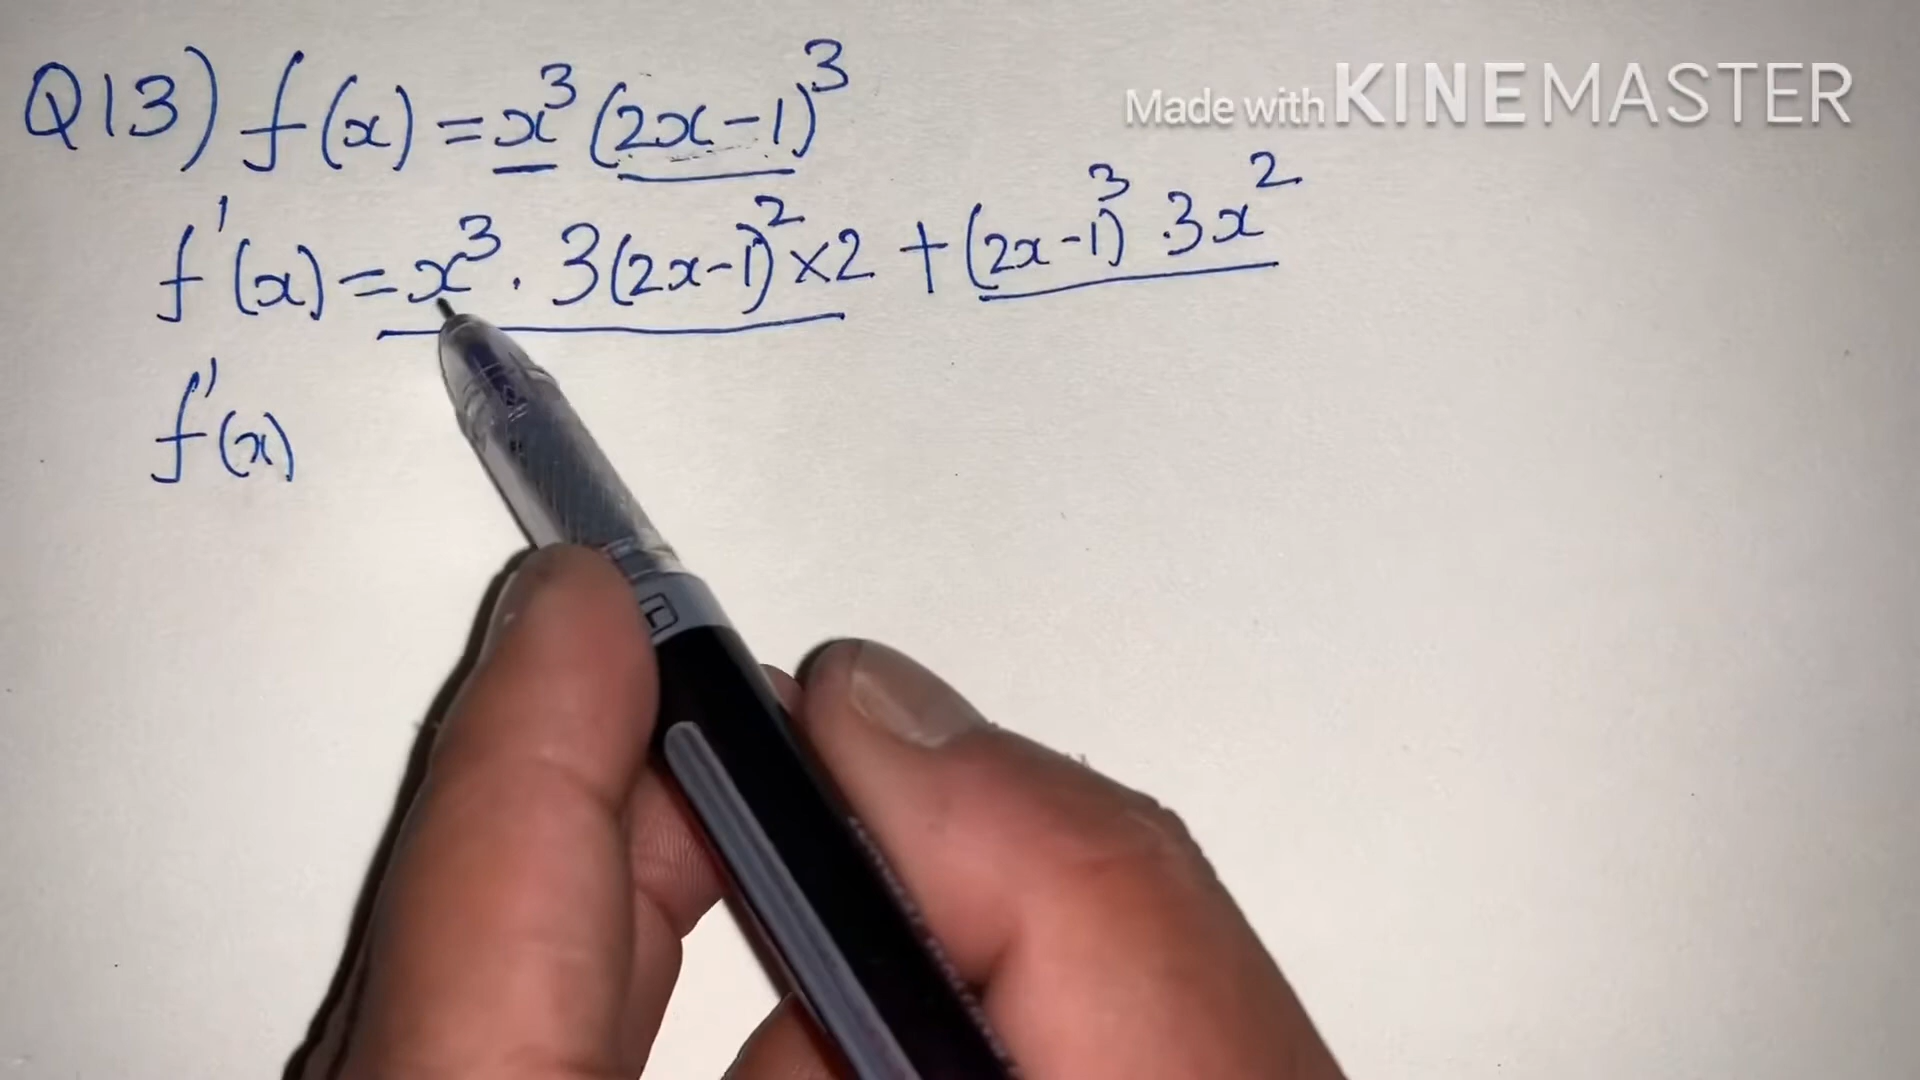 Q13) f(x) = x³ (2x-1)³
Made with KINEMASTER
f'(x) = x³ . 3(2x-1)² × 2 + (2x-1)³ . 3x²
f'(x)
L